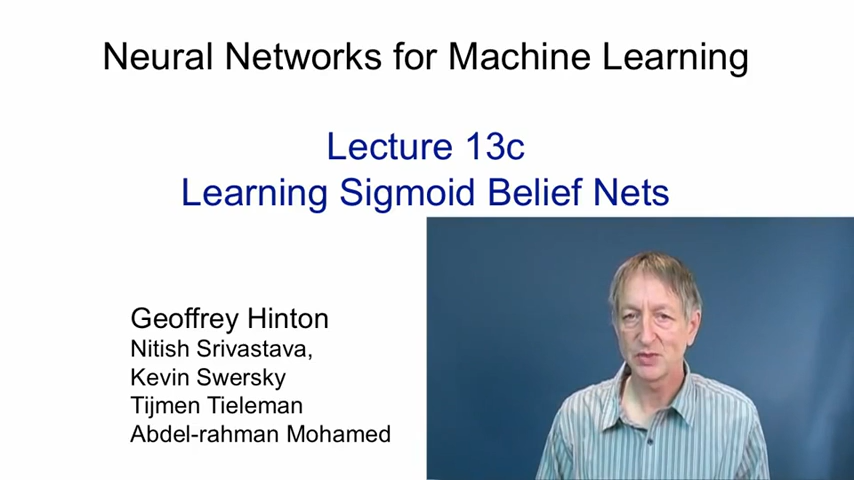 Neural Networks for Machine Learning
Lecture 13c
Learning Sigmoid Belief Nets
Geoffrey Hinton
Nitish Srivastava,
Kevin Swersky
Tijmen Tieleman
Abdel-rahman Mohamed